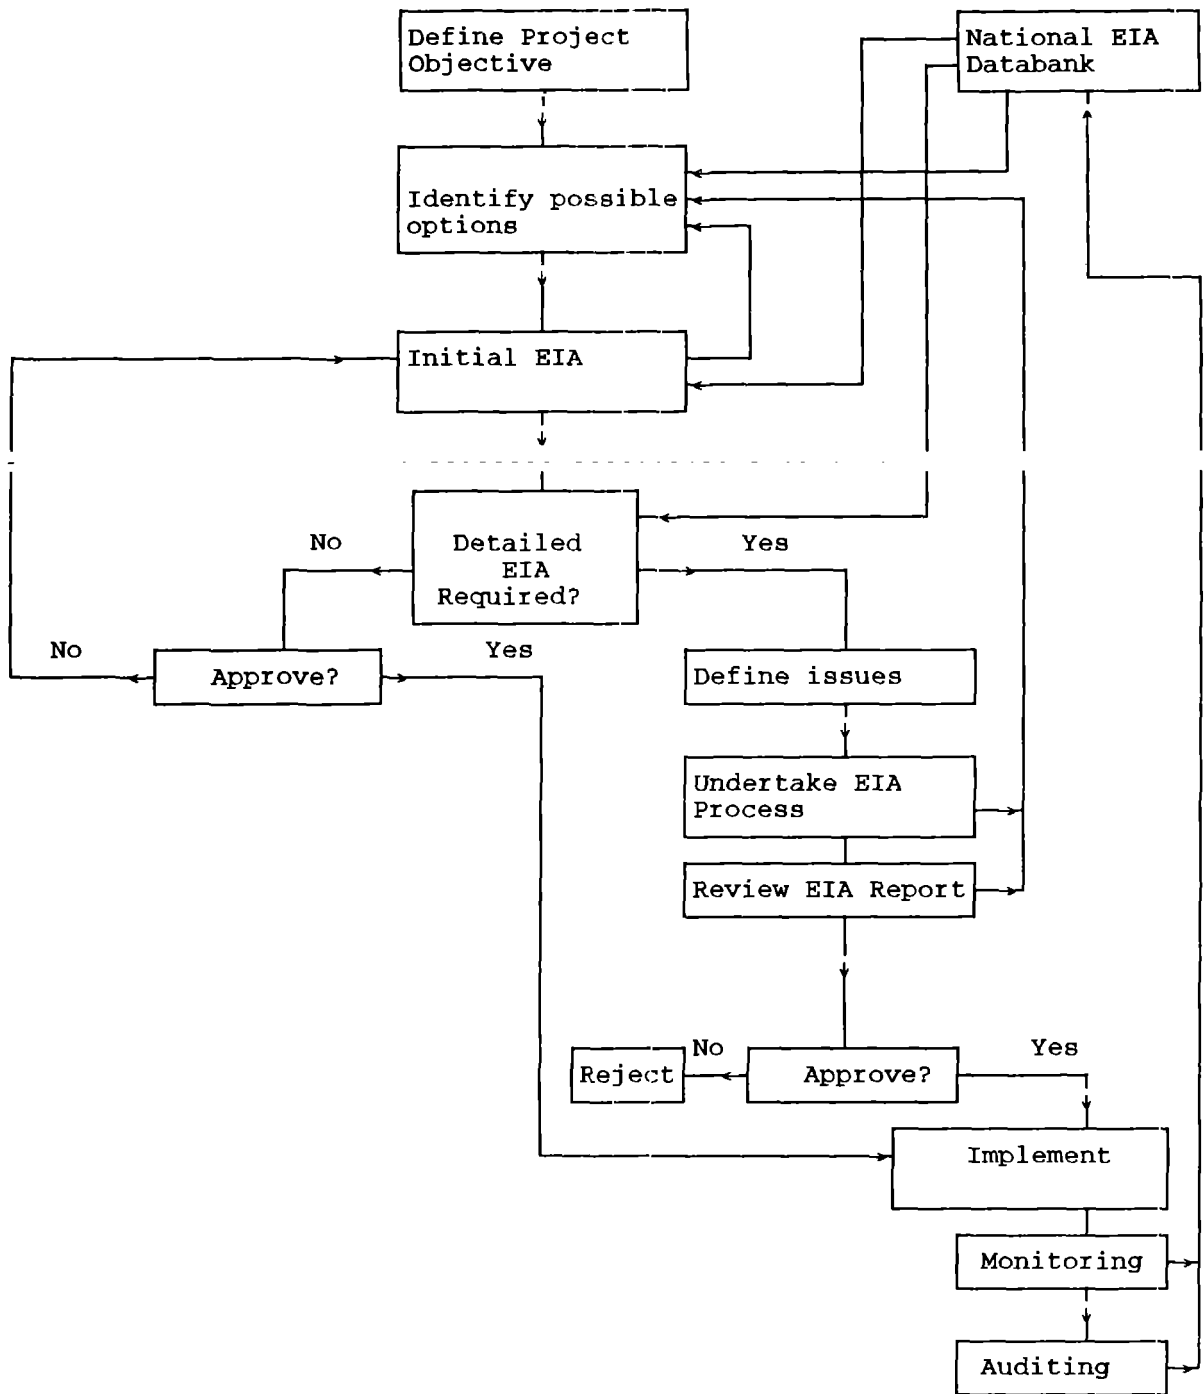 Define Project
Objective
National EIA
Databank
Identify possible
options
Initial EIA
No
Detailed
EIA
Required?
Yes
No
Approve?
Yes
Define issues
Undertake EIA
Process
Review EIA Report
Reject
No
Approve?
Yes
Implement
Monitoring
Auditing